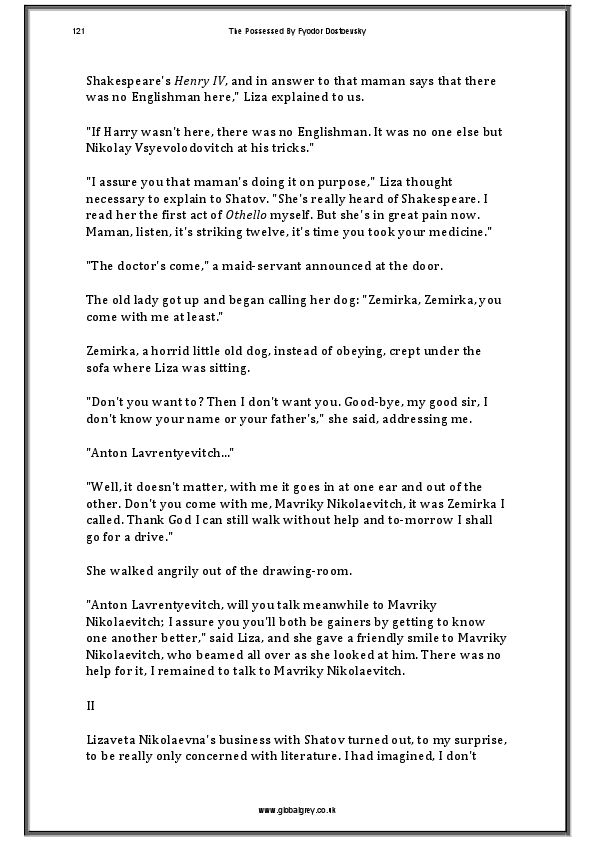 121
The Possessed By Fyodor Dostoevsky
Shakespeare's Henry IV, and in answer to that maman says that there
was no Englishman here," Liza explained to us.
"If Harry wasn't here, there was no Englishman. It was no one else but
Nikolay Vsyevolodovitch at his tricks."
"I assure you that maman's doing it on purpose," Liza thought
necessary to explain to Shatov. "She's really heard of Shakespeare. I
read her the first act of Othello myself. But she's in great pain now.
Maman, listen, it's striking twelve, it's time you took your medicine."
"The doctor's come," a maid-servant announced at the door.
The old lady got up and began calling her dog: "Zemirka, Zemirka, you
come with me at least."
Zemirka, a horrid little old dog, instead of obeying, crept under the
sofa where Liza was sitting.
"Don't you want to? Then I don't want you. Good-bye, my good sir, I
don't know your name or your father's," she said, addressing me.
"Anton Lavrentyevitch..."
"Well, it doesn't matter, with me it goes in at one ear and out of the
other. Don't you come with me, Mavriky Nikolaevitch, it was Zemirka I
called. Thank God I can still walk without help and to-morrow I shall
go for a drive."
She walked angrily out of the drawing-room.
"Anton Lavrentyevitch, will you talk meanwhile to Mavriky
Nikolaevitch; I assure you you'll both be gainers by getting to know
one another better," said Liza, and she gave a friendly smile to Mavriky
Nikolaevitch, who beamed all over as she looked at him. There was no
help for it, I remained to talk to Mavriky Nikolaevitch.
II
Lizaveta Nikolaevna's business with Shatov turned out, to my surprise,
to be really only concerned with literature. I had imagined, I don't
www.globalgrey.co.uk